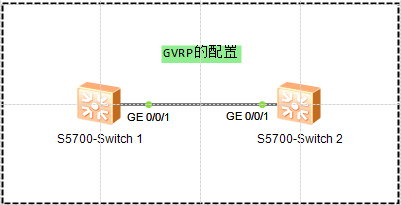 GVRP的配置
GE 0/0/1
GE 0/0/1
S5700-Switch 1
S5700-Switch 2